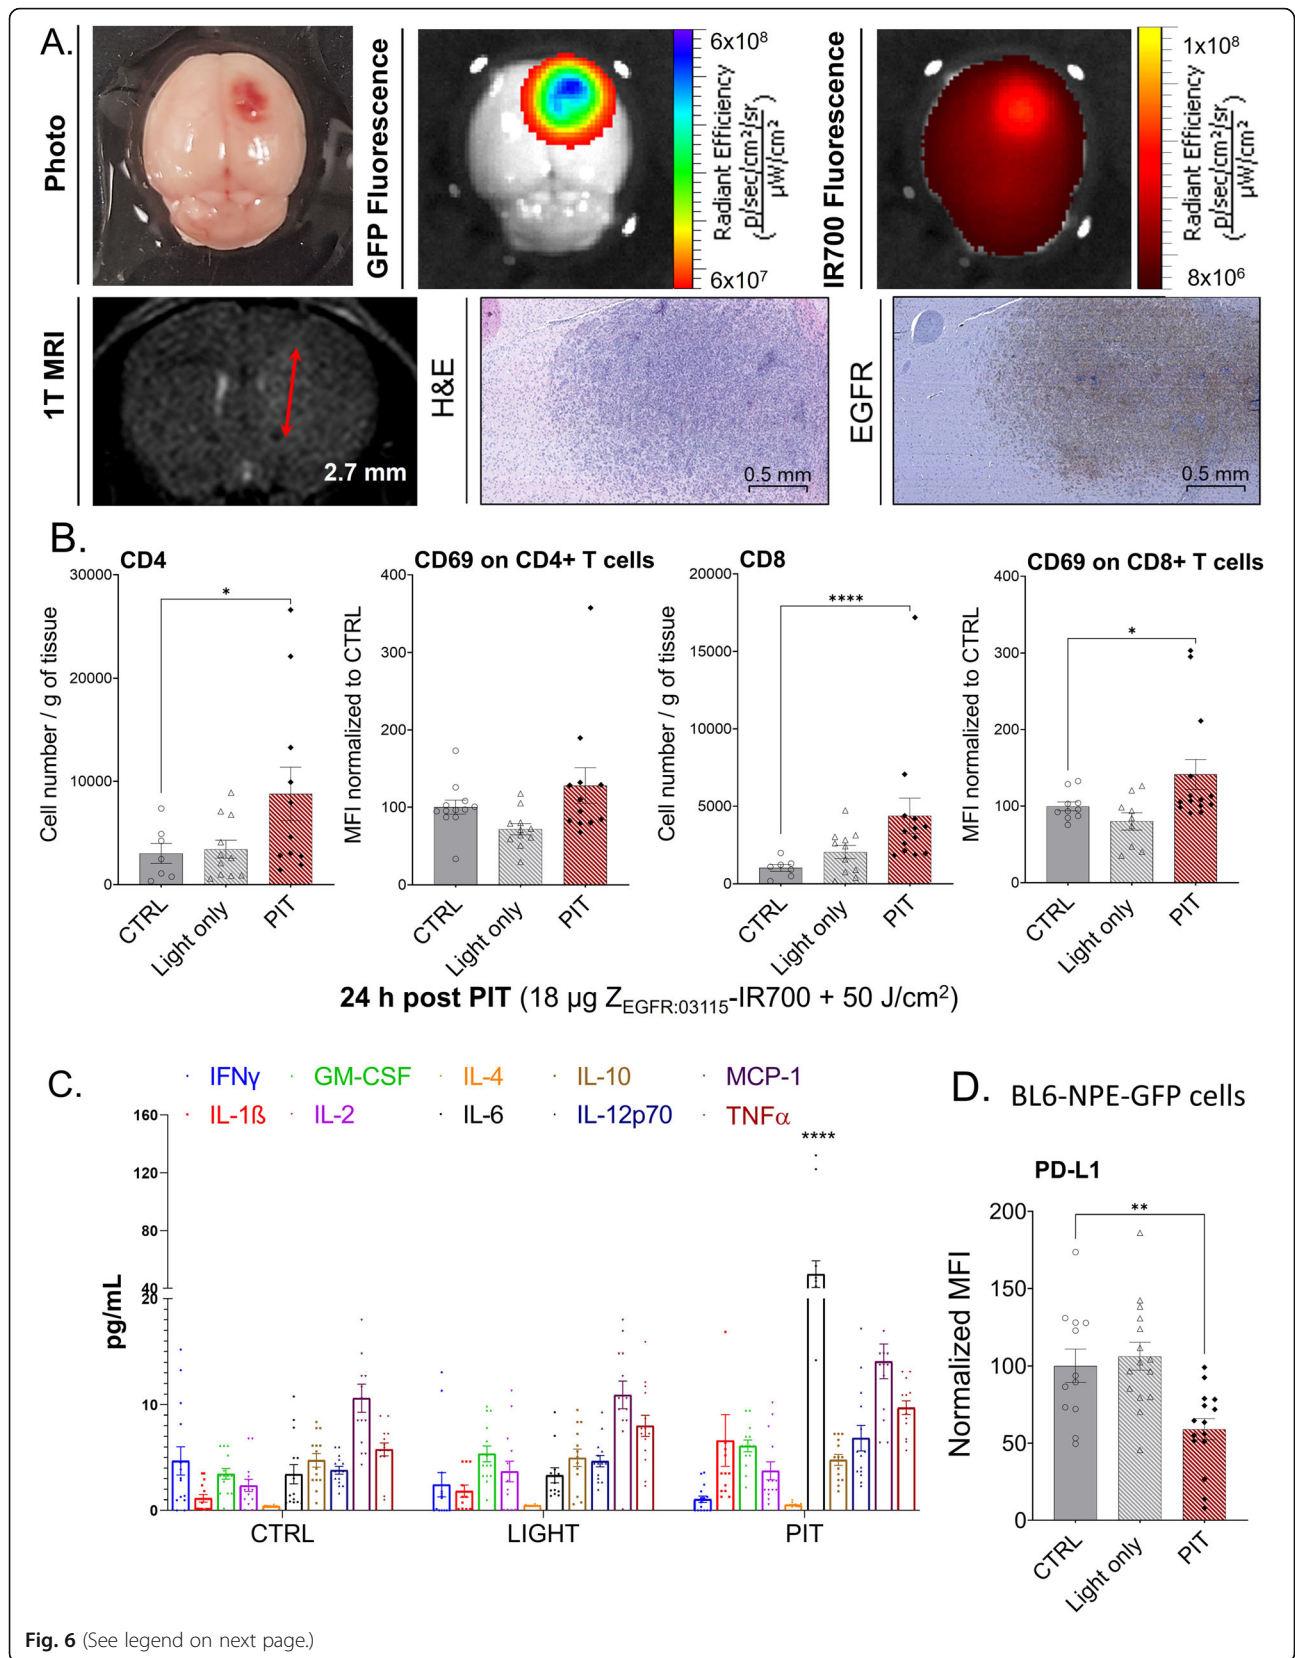 A.
Photo
GFP Fluorescence
6x10⁸
Radiant Efficiency
(p/sec/cm²/sr / µW/cm²)
6x10⁷
IR700 Fluorescence
1x10⁸
Radiant Efficiency
(p/sec/cm²/sr / µW/cm²)
8x10⁶
1T MRI
2.7 mm
H&E
0.5 mm
EGFR
0.5 mm
B.
CD4
Cell number / g of tissue
30000
20000
10000
0
*
CTRL
Light only
PIT
CD69 on CD4+ T cells
MFI normalized to CTRL
400
300
200
100
0
CTRL
Light only
PIT
CD8
Cell number / g of tissue
20000
15000
10000
5000
0
****
CTRL
Light only
PIT
CD69 on CD8+ T cells
MFI normalized to CTRL
400
300
200
100
0
*
CTRL
Light only
PIT
24 h post PIT (18 µg Z_EGFR:03115-IR700 + 50 J/cm²)
C.
IFNγ GM-CSF IL-4 IL-10 MCP-1
IL-1ß IL-2 IL-6 IL-12p70 TNFα
pg/mL
160
120
80
40
20
10
0
****
CTRL LIGHT PIT
D. BL6-NPE-GFP cells
PD-L1
Normalized MFI
200
150
100
50
0
**
CTRL
Light only
PIT
Fig. 6 (See legend on next page.)